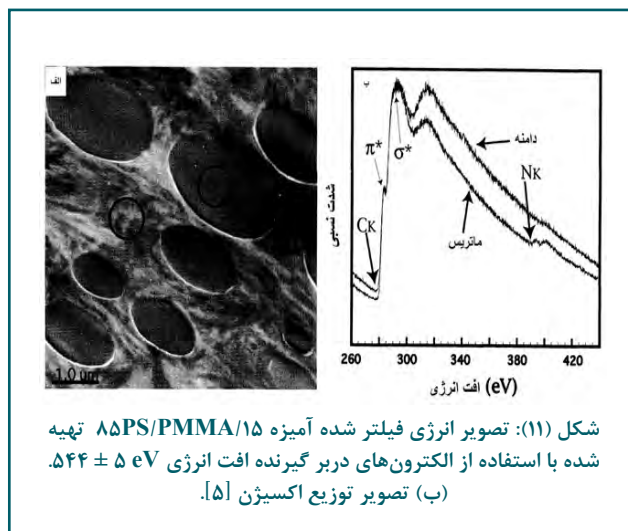 الف
1.0 um
ب
π*
σ*
دامنه
NK
CK
ماتریس
شدت نسبی
260 300 340 380 420
افت انرژی (eV)
شکل (۱۱): تصویر انرژی فیلتر شده آمیزه ۸۵PS/PMMA/۱۵ تهیه
شده با استفاده از الکترون‌های دربر گیرنده افت انرژی ۵۴۴ ± ۵ eV.
(ب) تصویر توزیع اکسیژن [۵].